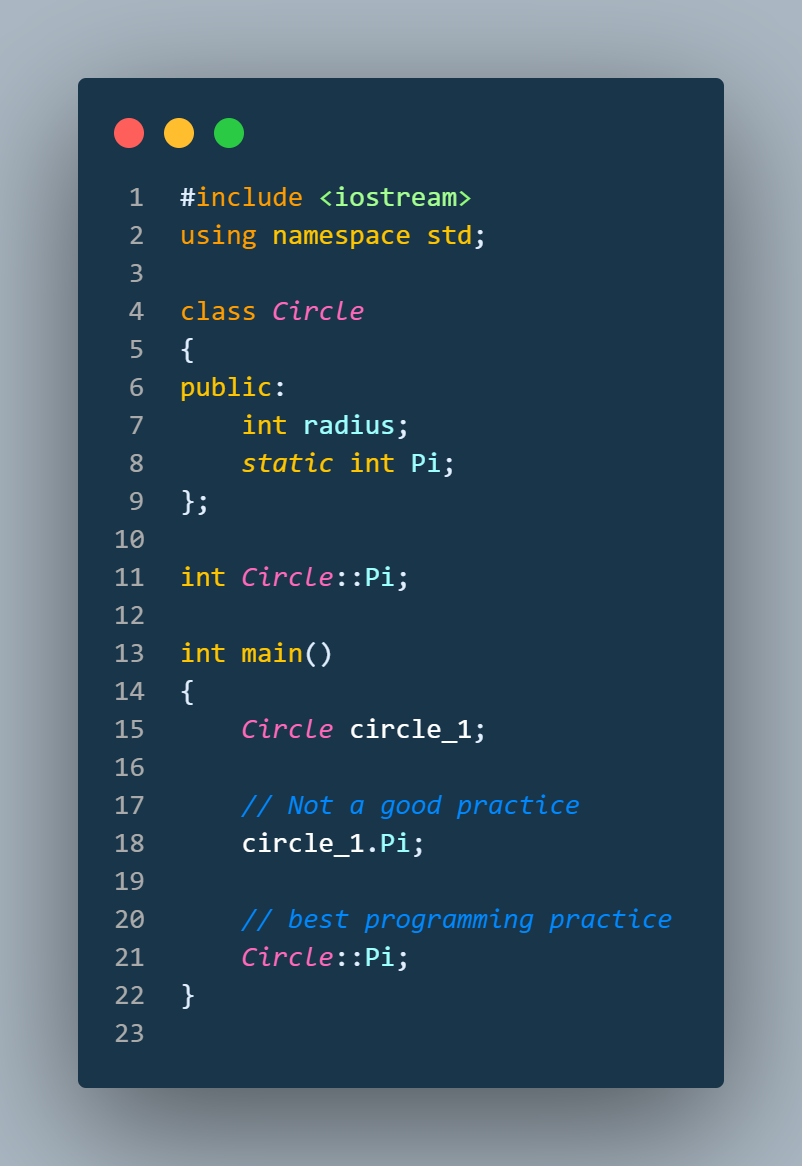 1 #include <iostream>
2 using namespace std;
3
4 class Circle
5 {
6 public:
7     int radius;
8     static int Pi;
9 };
10
11 int Circle::Pi;
12
13 int main()
14 {
15     Circle circle_1;
16
17     // Not a good practice
18     circle_1.Pi;
19
20     // best programming practice
21     Circle::Pi;
22 }
23